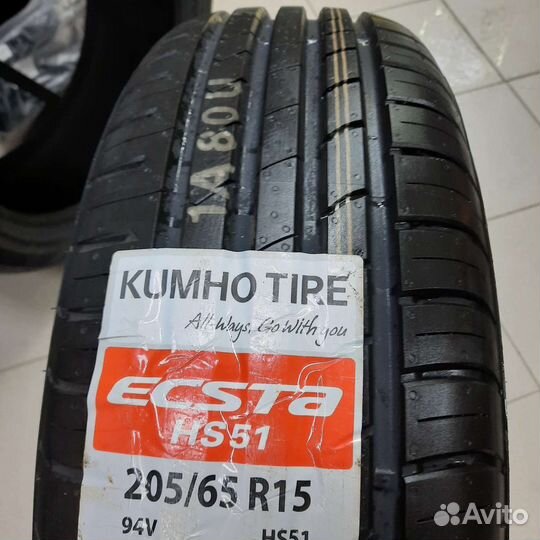 1A 80U
KUMHO TIRE
All-Ways, Go With you
ECSTA
HS51
205/65 R15
94V HS51
Avito